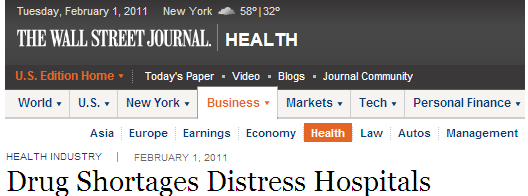 Tuesday, February 1, 2011 New York 58º | 32º
THE WALL STREET JOURNAL. | HEALTH
U.S. Edition Home ▾ Today's Paper • Video • Blogs • Journal Community
World ▾ U.S. ▾ New York ▾ Business ▾ Markets ▾ Tech ▾ Personal Finance ▾
Asia Europe Earnings Economy Health Law Autos Management
HEALTH INDUSTRY | FEBRUARY 1, 2011
Drug Shortages Distress Hospitals